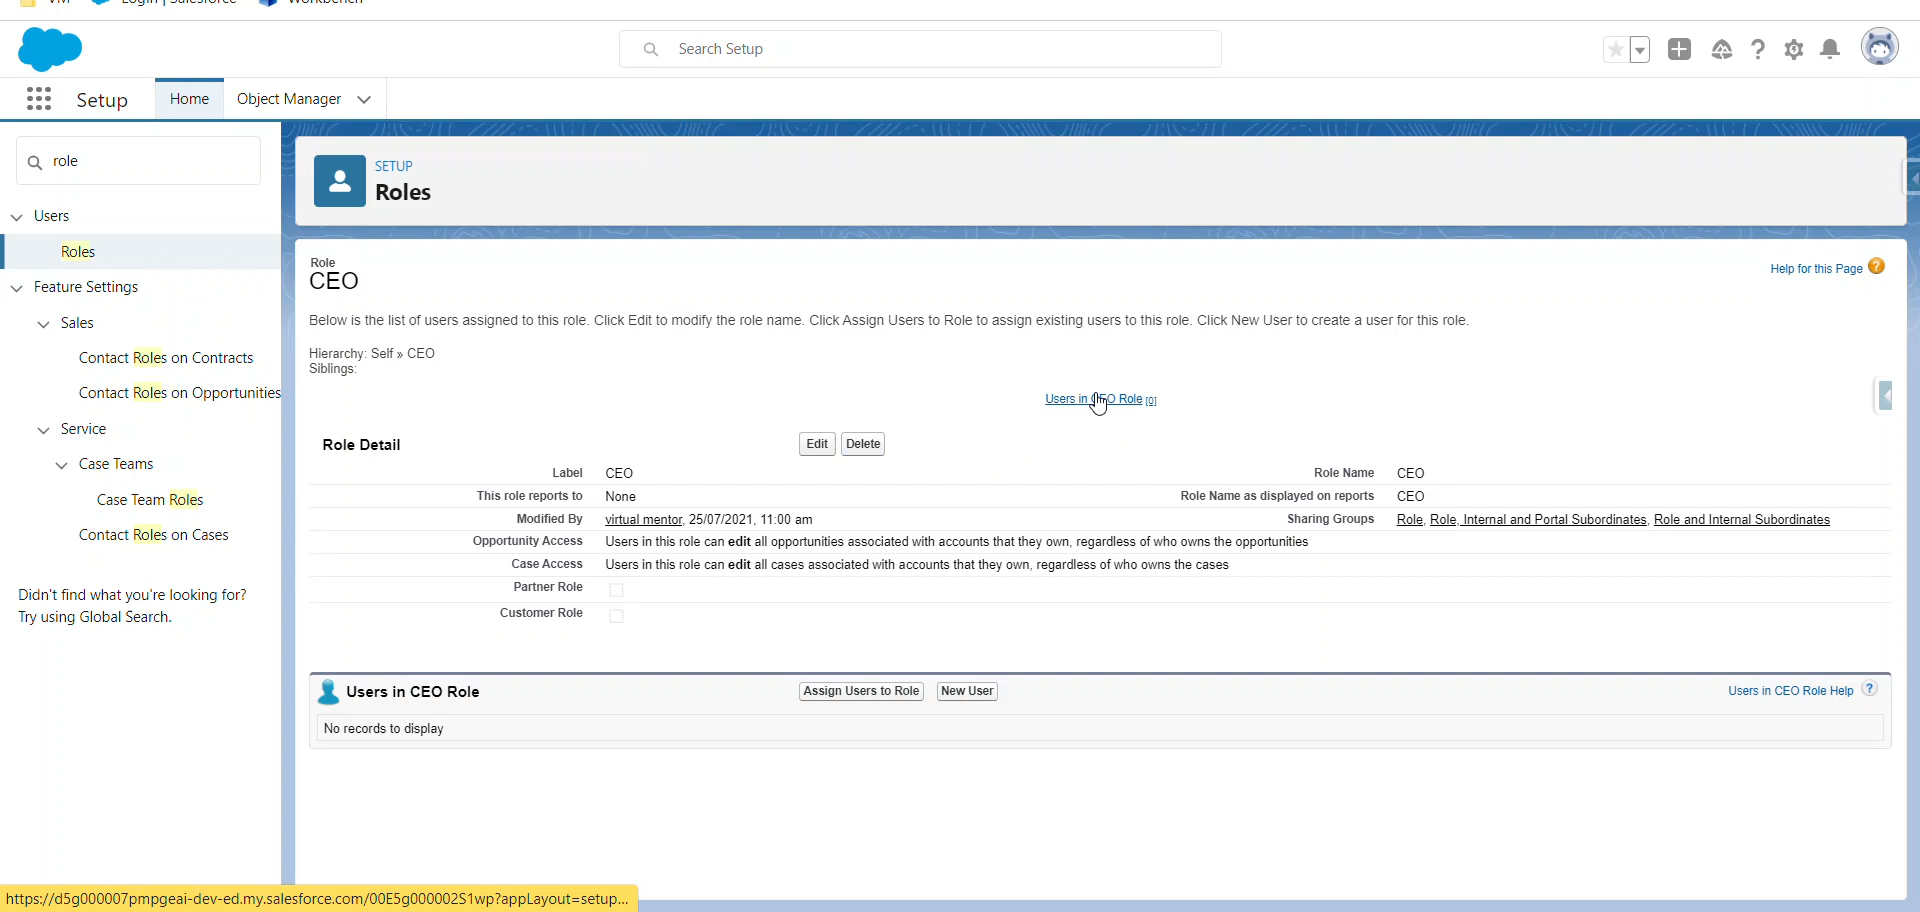 Search Setup
Setup
Home
Object Manager
role
Users
Roles
Feature Settings
Sales
Contact Roles on Contracts
Contact Roles on Opportunities
Service
Case Teams
Case Team Roles
Contact Roles on Cases
Didn't find what you're looking for?
Try using Global Search.
SETUP
Roles
Role
CEO
Help for this Page
Below is the list of users assigned to this role. Click Edit to modify the role name. Click Assign Users to Role to assign existing users to this role. Click New User to create a user for this role.
Hierarchy: Self » CEO
Siblings:
Users in CEO Role [0]
Role Detail
Edit Delete
Label CEO Role Name CEO
This role reports to None Role Name as displayed on reports CEO
Modified By virtual mentor, 25/07/2021, 11:00 am Sharing Groups Role, Role, Internal and Portal Subordinates, Role and Internal Subordinates
Opportunity Access Users in this role can edit all opportunities associated with accounts that they own, regardless of who owns the opportunities
Case Access Users in this role can edit all cases associated with accounts that they own, regardless of who owns the cases
Partner Role
Customer Role
Users in CEO Role Assign Users to Role New User Users in CEO Role Help ?
No records to display
https://d5g000007pmpgeai-dev-ed.my.salesforce.com/00E5g000002S1wp?appLayout=setup...